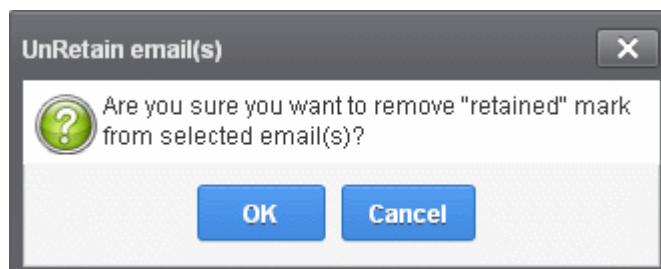 UnRetain email(s)
Are you sure you want to remove "retained" mark
from selected email(s)?
OK Cancel